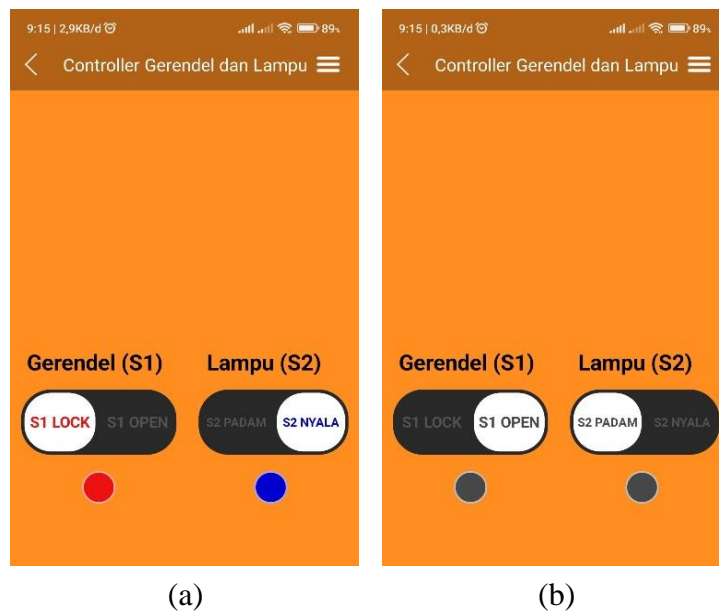 9:15 | 2,9KB/d
89%
Controller Gerendel dan Lampu
Gerendel (S1)
Lampu (S2)
S1 LOCK
S1 OPEN
S2 PADAM
S2 NYALA
(a)
9:15 | 0,3KB/d
89%
Controller Gerendel dan Lampu
Gerendel (S1)
Lampu (S2)
S1 LOCK
S1 OPEN
S2 PADAM
S2 NYALA
(b)